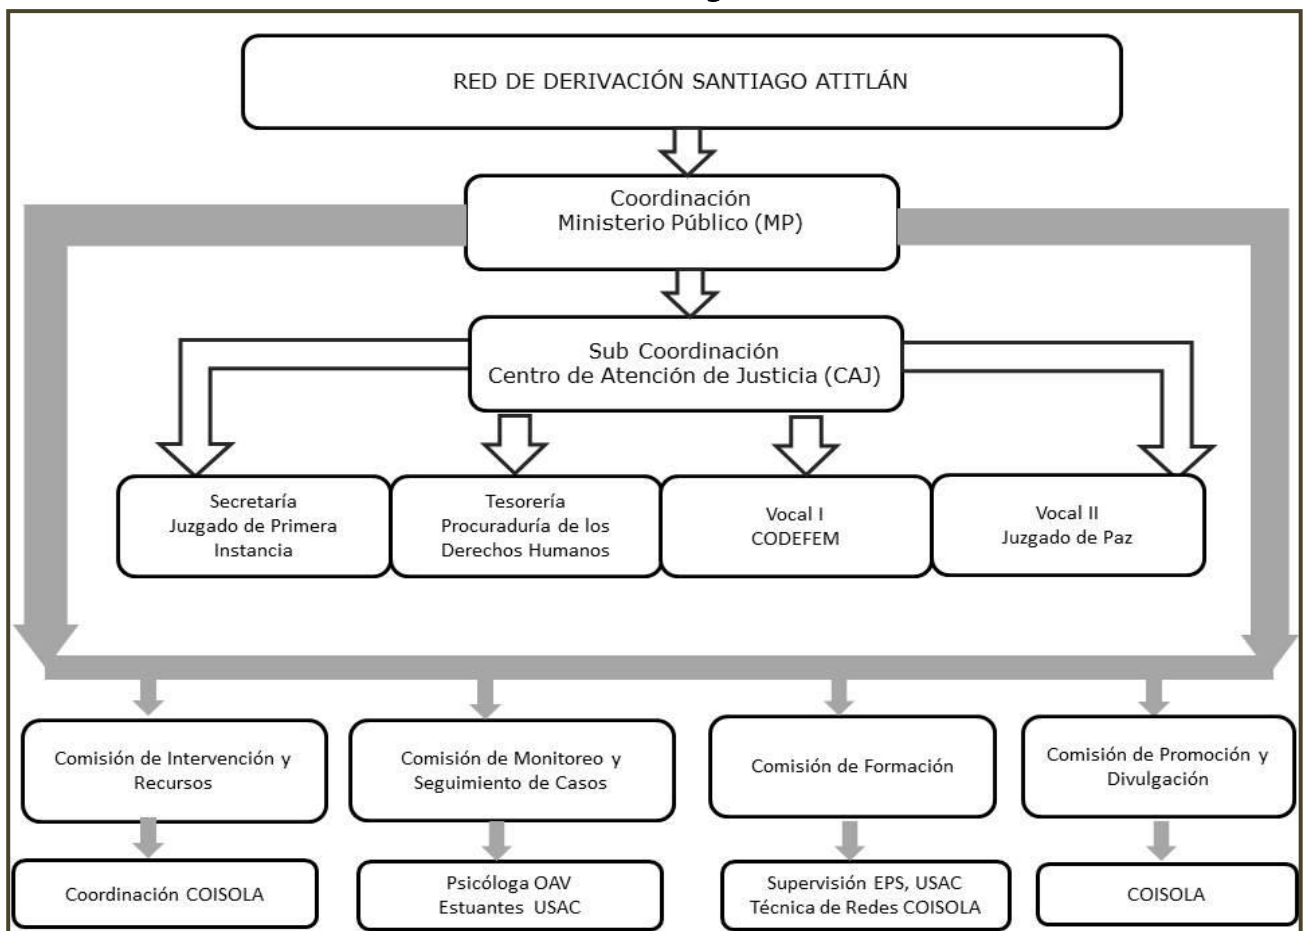 RED DE DERIVACIÓN SANTIAGO ATITLÁN
Coordinación
Ministerio Público (MP)
Sub Coordinación
Centro de Atención de Justicia (CAJ)
Secretaría
Juzgado de Primera
Instancia
Tesorería
Procuraduría de los
Derechos Humanos
Vocal I
CODEFEM
Vocal II
Juzgado de Paz
Comisión de Intervención y
Recursos
Comisión de Monitoreo y
Seguimiento de Casos
Comisión de Formación
Comisión de Promoción y
Divulgación
Coordinación COISOLA
Psicóloga OAV
Estuantes USAC
Supervisión EPS, USAC
Técnica de Redes COISOLA
COISOLA